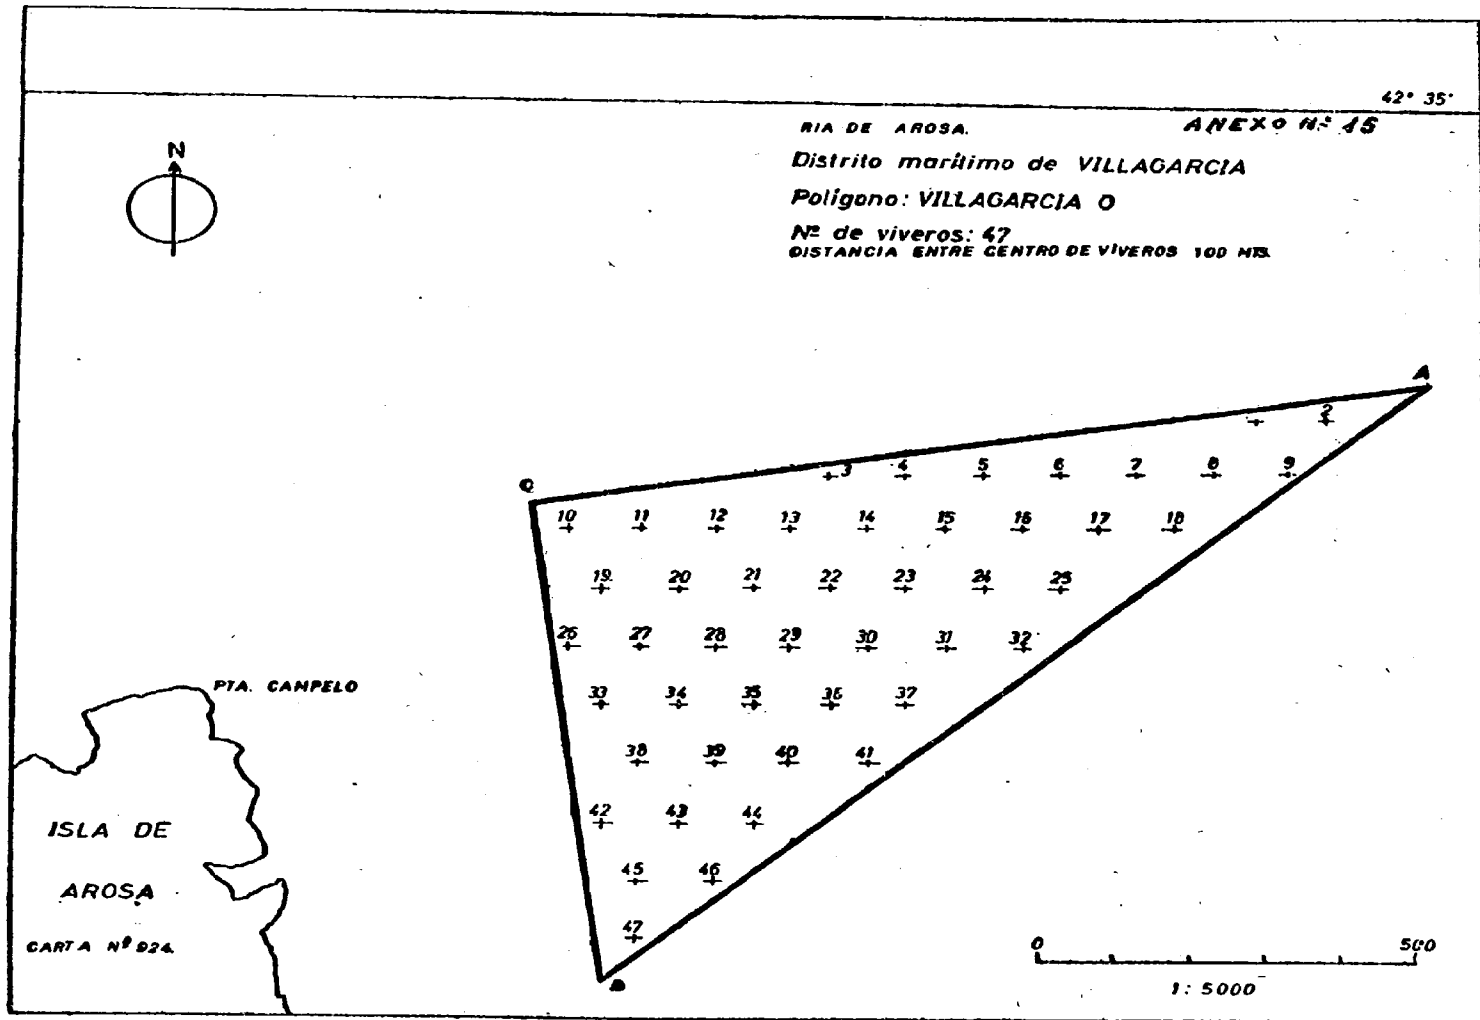 42° 35'
RIA DE AROSA.
ANEXO Nº 45
Distrito marítimo de VILLAGARCIA
Polígono: VILLAGARCIA O
Nº de viveros: 47
DISTANCIA ENTRE CENTRO DE VIVEROS 100 MTS.
N
A
2
3 4 5 6 7 8 9
C
10 11 12 13 14 15 16 17 18
19 20 21 22 23 24 25
26 27 28 29 30 31 32
PTA. CAMPELO
33 34 35 36 37
38 39 40 41
42 43 44
ISLA DE
AROSA
45 46
47
CARTA Nº 924.
B
0 500
1: 5000